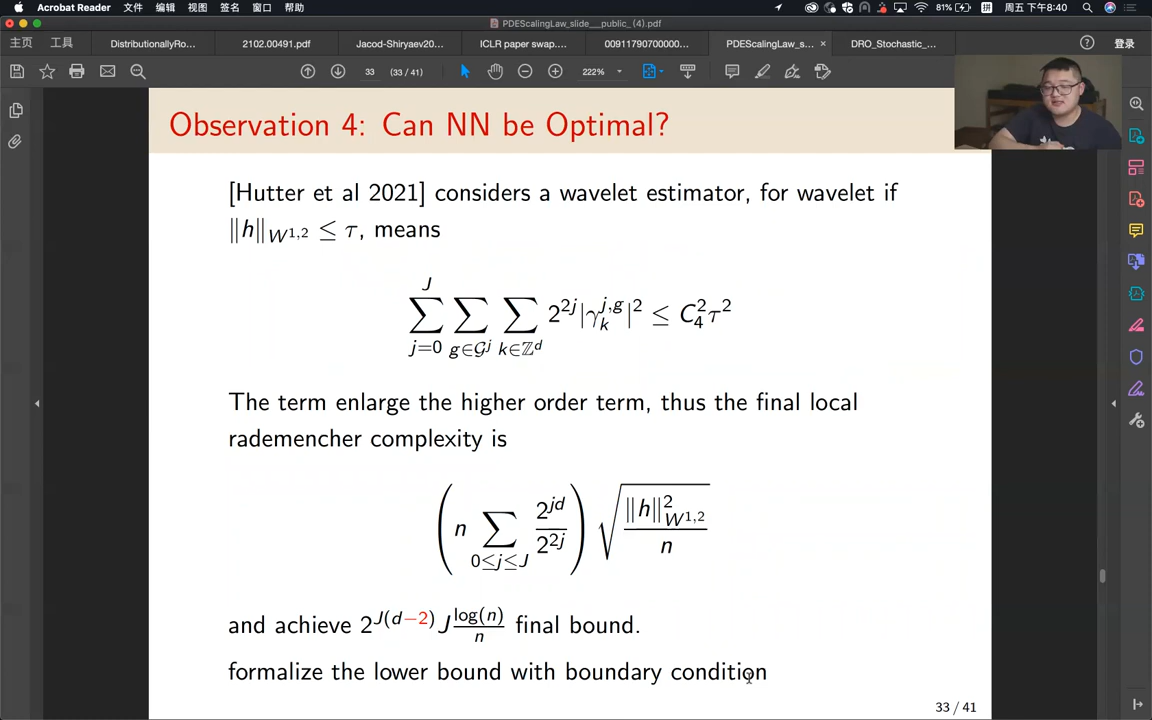 Acrobat Reader 文件 编辑 视图 签名 窗口 帮助 81% 拼 周五下午8:40
PDEScalingLaw_slide__public_(4).pdf
主页 工具 DistributionallyRo... 2102.00491.pdf Jacod-Shiryaev20... ICLR paper swap.... 00911790700000... PDEScalingLaw_s... × DRO_Stochastic_... 登录
33 (33 / 41) 222%
Observation 4: Can NN be Optimal?
[Hutter et al 2021] considers a wavelet estimator, for wavelet if
‖h‖_{W^{1,2}} ≤ τ, means
∑_{j=0}^{J} ∑_{g∈𝒢^j} ∑_{k∈ℤ^d} 2^{2j}|γ_k^{j,g}|^2 ≤ C_4^2 τ^2
The term enlarge the higher order term, thus the final local
rademencher complexity is
(n ∑_{0≤j≤J} 2^{jd}/2^{2j}) √(‖h‖^2_{W^{1,2}}/n)
and achieve 2^{J(d−2)} J log(n)/n final bound.
formalize the lower bound with boundary condition
33 / 41